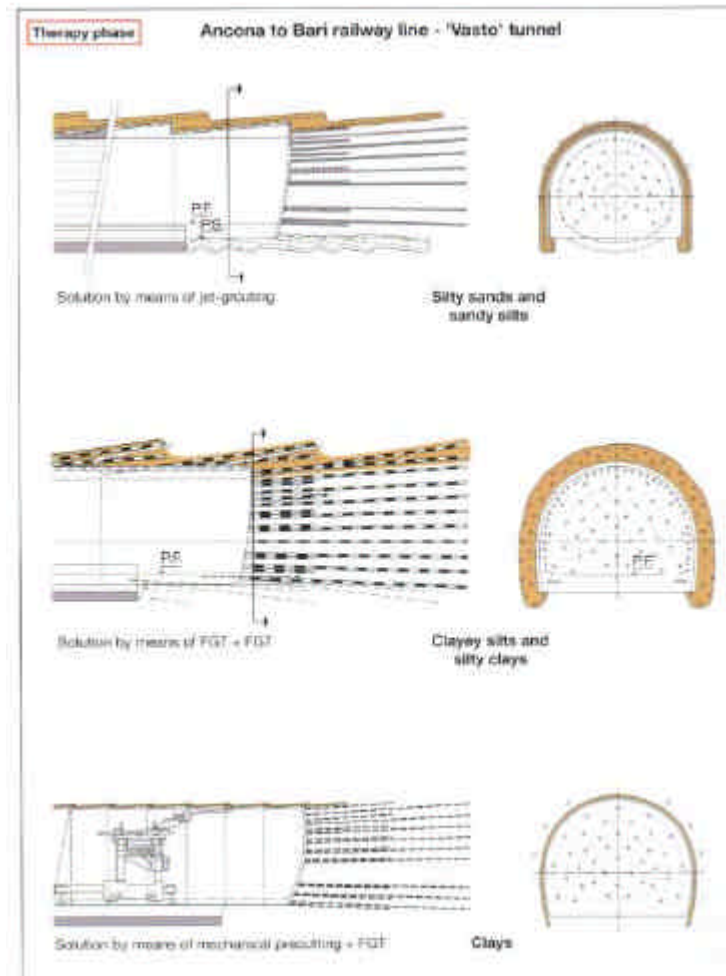 Therapy phase
Ancona to Bari railway line - 'Vasto' tunnel
P.F.
P.S.
Solution by means of jet-grouting
Silty sands and
sandy silts
P.F.
P.F.
Solution by means of FGT + FGT
Clayey silts and
silty clays
Solution by means of mechanical precutting + FGT
Clays